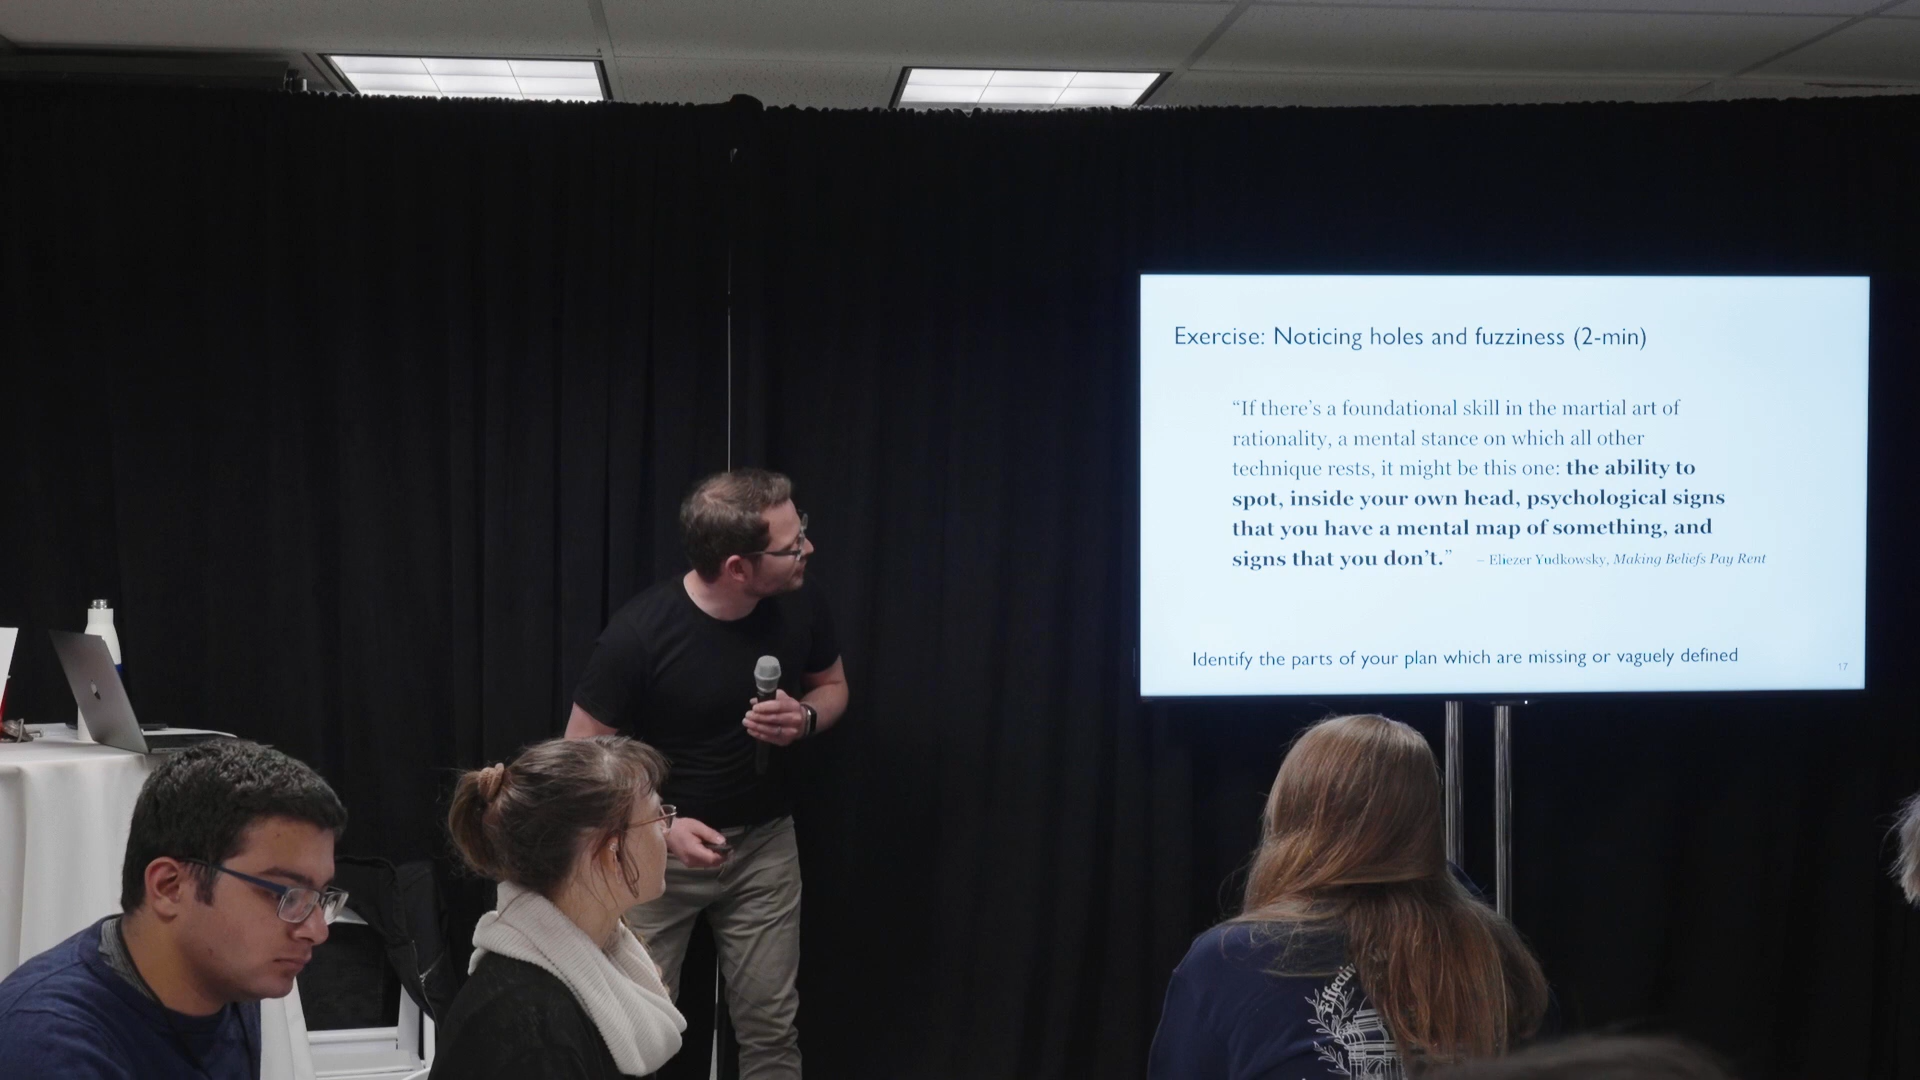 Exercise: Noticing holes and fuzziness (2-min)
“If there’s a foundational skill in the martial art of
rationality, a mental stance on which all other
technique rests, it might be this one: the ability to
spot, inside your own head, psychological signs
that you have a mental map of something, and
signs that you don’t.” – Eliezer Yudkowsky, Making Beliefs Pay Rent
Identify the parts of your plan which are missing or vaguely defined
17